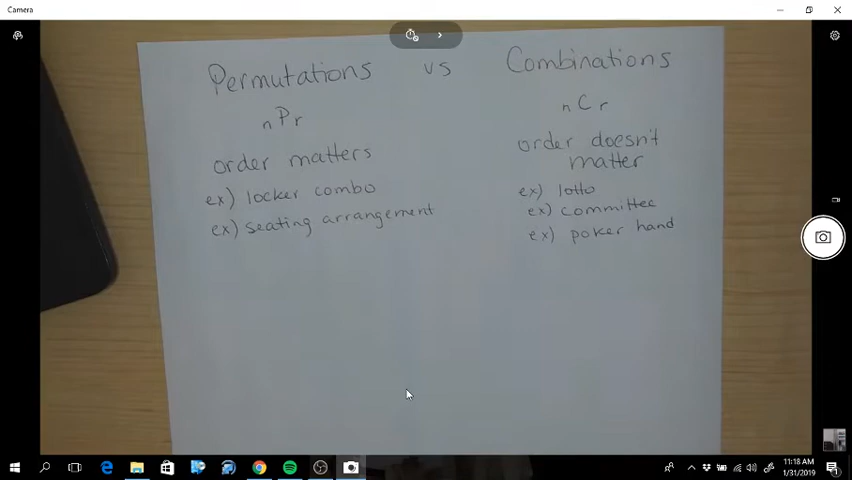 Camera
Permutations vs Combinations
nPr
nCr
order matters
order doesn't
matter
ex) locker combo
ex) seating arrangement
ex) lotto
ex) committee
ex) poker hand
11:18 AM
1/31/2019